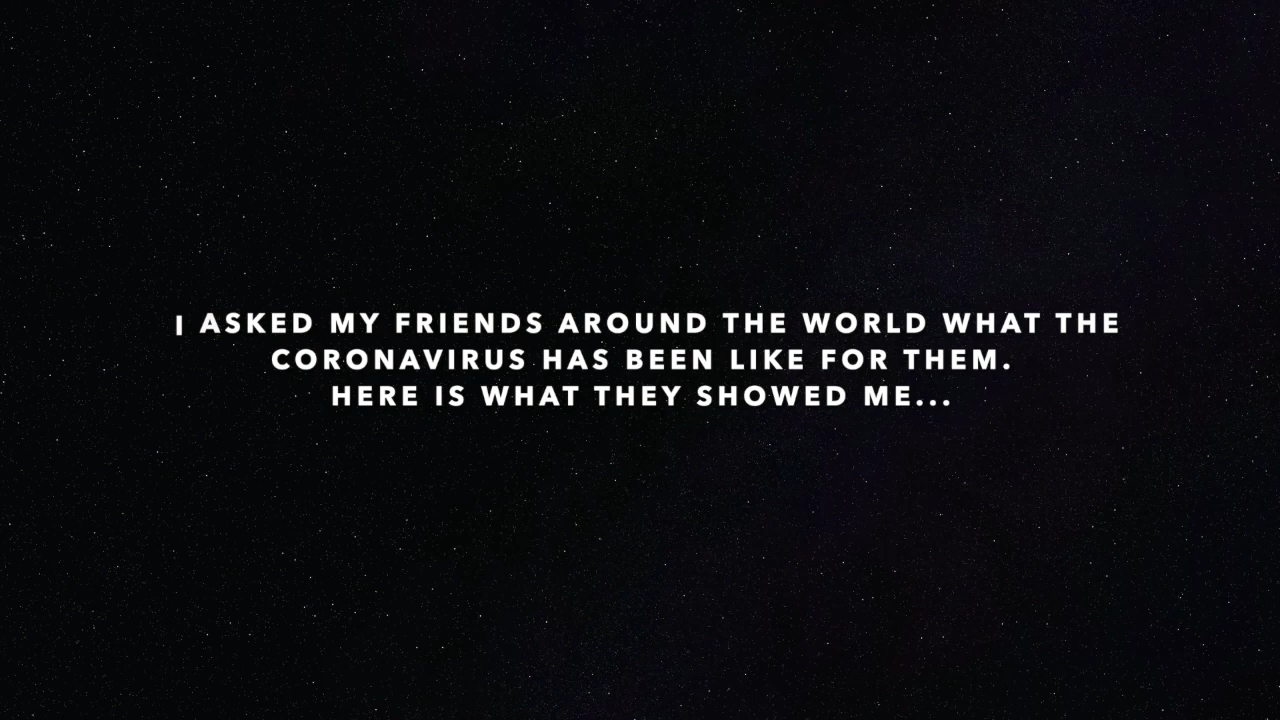 I ASKED MY FRIENDS AROUND THE WORLD WHAT THE
CORONAVIRUS HAS BEEN LIKE FOR THEM.
HERE IS WHAT THEY SHOWED ME...